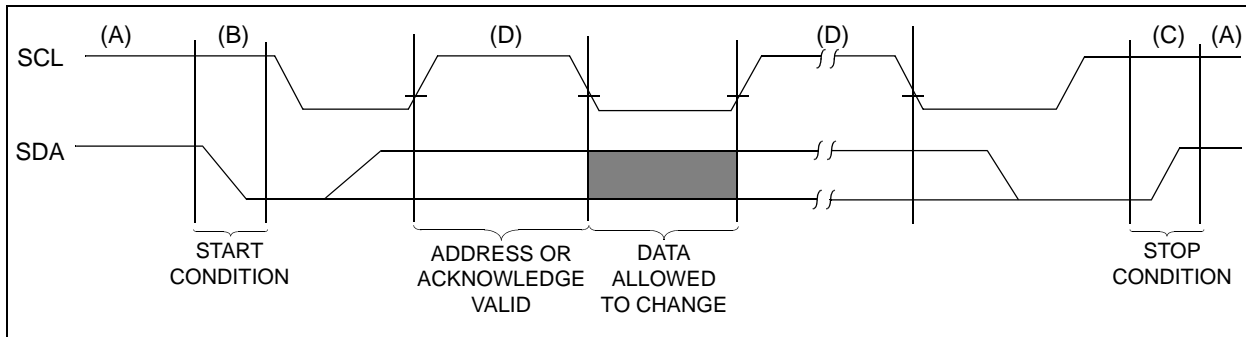 (A) (B) (D) (D) (C) (A)
SCL
SDA
START
CONDITION
ADDRESS OR
ACKNOWLEDGE
VALID
DATA
ALLOWED
TO CHANGE
STOP
CONDITION